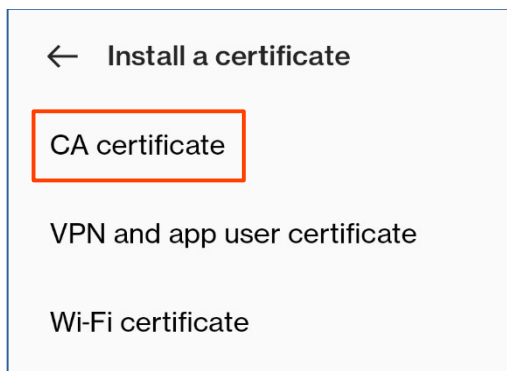 Install a certificate
CA certificate
VPN and app user certificate
Wi-Fi certificate